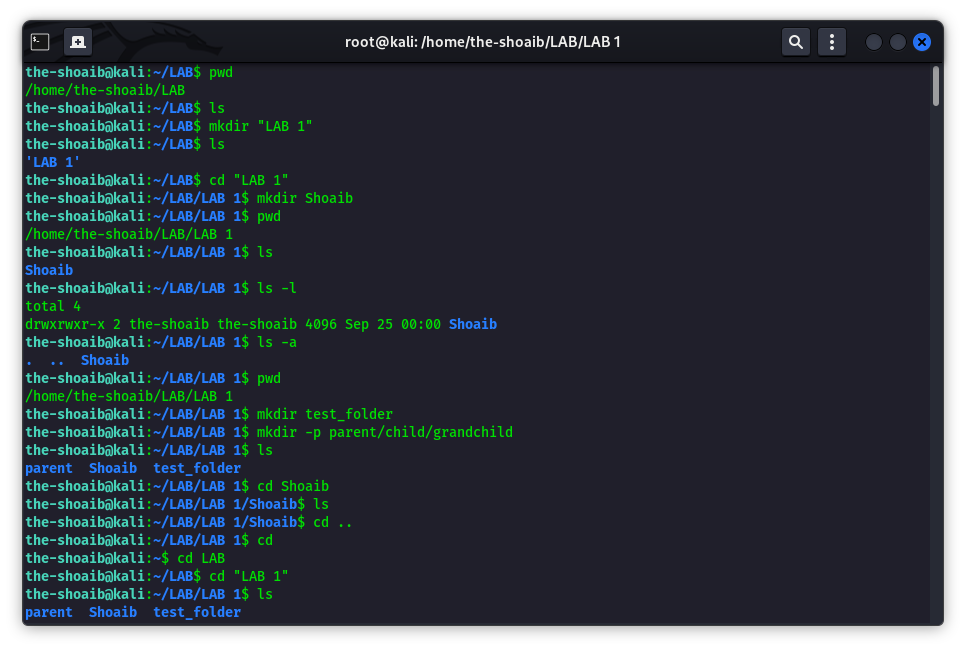 root@kali: /home/the-shoaib/LAB/LAB 1
the-shoaib@kali:~/LAB$ pwd
/home/the-shoaib/LAB
the-shoaib@kali:~/LAB$ ls
the-shoaib@kali:~/LAB$ mkdir "LAB 1"
the-shoaib@kali:~/LAB$ ls
'LAB 1'
the-shoaib@kali:~/LAB$ cd "LAB 1"
the-shoaib@kali:~/LAB/LAB 1$ mkdir Shoaib
the-shoaib@kali:~/LAB/LAB 1$ pwd
/home/the-shoaib/LAB/LAB 1
the-shoaib@kali:~/LAB/LAB 1$ ls
Shoaib
the-shoaib@kali:~/LAB/LAB 1$ ls -l
total 4
drwxrwxr-x 2 the-shoaib the-shoaib 4096 Sep 25 00:00 Shoaib
the-shoaib@kali:~/LAB/LAB 1$ ls -a
.  ..  Shoaib
the-shoaib@kali:~/LAB/LAB 1$ pwd
/home/the-shoaib/LAB/LAB 1
the-shoaib@kali:~/LAB/LAB 1$ mkdir test_folder
the-shoaib@kali:~/LAB/LAB 1$ mkdir -p parent/child/grandchild
the-shoaib@kali:~/LAB/LAB 1$ ls
parent  Shoaib  test_folder
the-shoaib@kali:~/LAB/LAB 1$ cd Shoaib
the-shoaib@kali:~/LAB/LAB 1/Shoaib$ ls
the-shoaib@kali:~/LAB/LAB 1/Shoaib$ cd ..
the-shoaib@kali:~/LAB/LAB 1$ cd
the-shoaib@kali:~$ cd LAB
the-shoaib@kali:~/LAB$ cd "LAB 1"
the-shoaib@kali:~/LAB/LAB 1$ ls
parent  Shoaib  test_folder